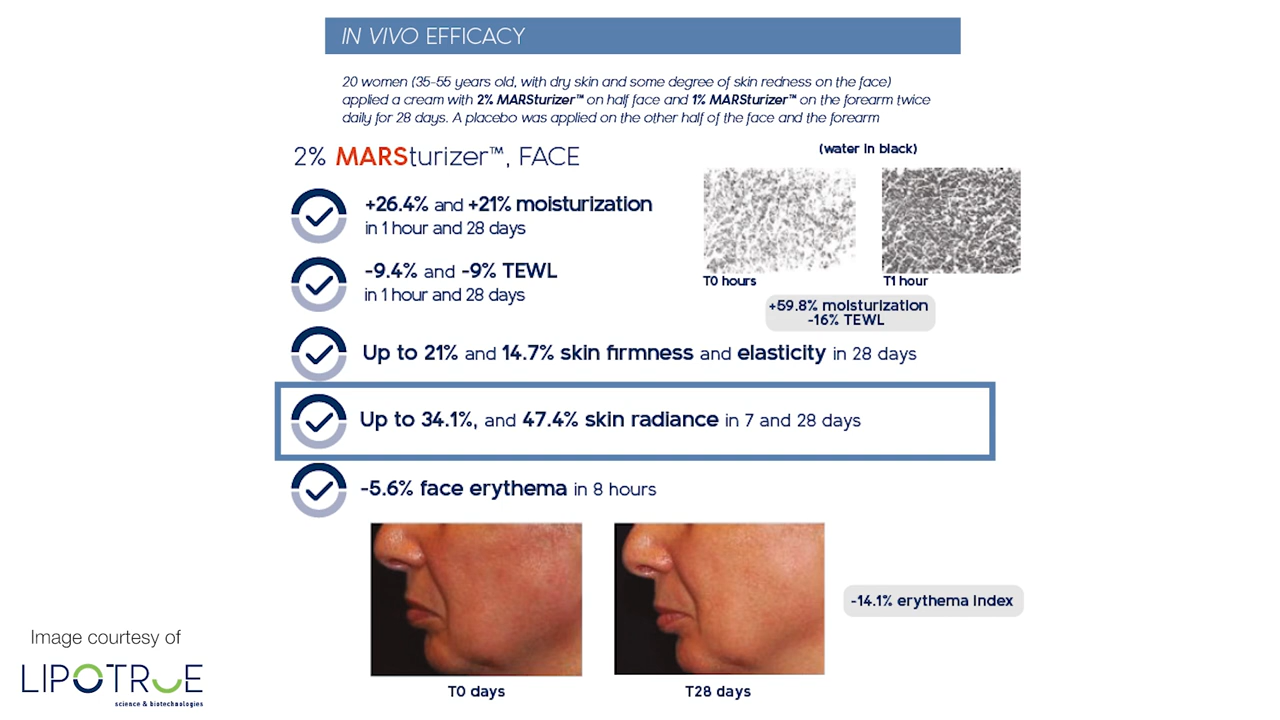 IN VIVO EFFICACY
20 women (35-55 years old, with dry skin and some degree of skin redness on the face)
applied a cream with 2% MARSturizer™ on half face and 1% MARSturizer™ on the forearm twice
daily for 28 days. A placebo was applied on the other half of the face and the forearm
2% MARSturizer™, FACE
(water in black)
+26.4% and +21% moisturization
in 1 hour and 28 days
-9.4% and -9% TEWL
in 1 hour and 28 days
T0 hours
T1 hour
+59.8% moisturization
-16% TEWL
Up to 21% and 14.7% skin firmness and elasticity in 28 days
Up to 34.1%, and 47.4% skin radiance in 7 and 28 days
-5.6% face erythema in 8 hours
-14.1% erythema index
T0 days
T28 days
Image courtesy of
LIPOTRUE
science & biotechnologies